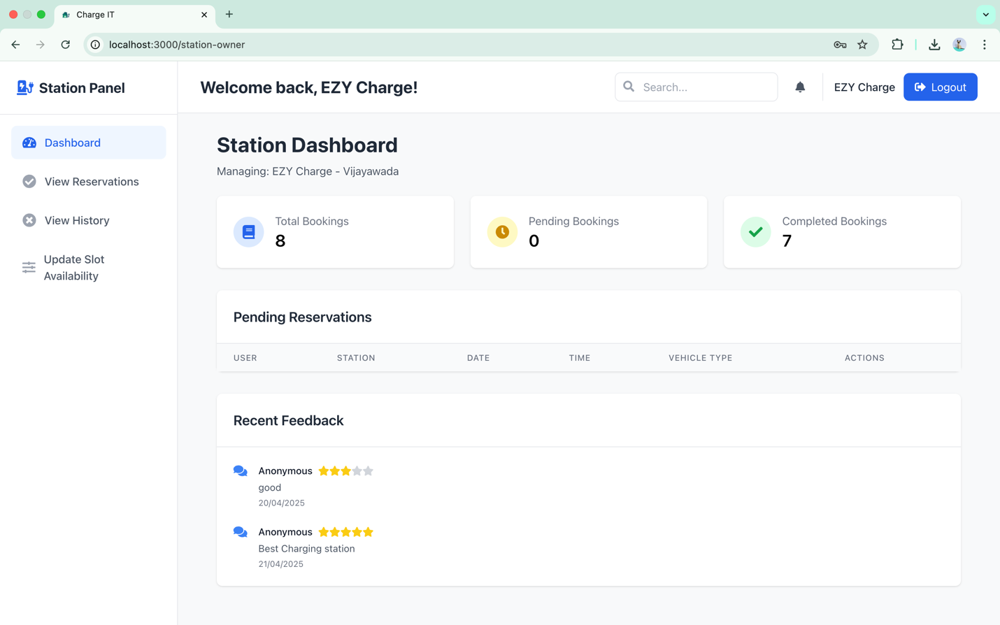 Charge IT
localhost:3000/station-owner
Station Panel
Welcome back, EZY Charge!
Search...
EZY Charge
Logout
Dashboard
View Reservations
View History
Update Slot
Availability
Station Dashboard
Managing: EZY Charge - Vijayawada
Total Bookings
8
Pending Bookings
0
Completed Bookings
7
Pending Reservations
USER STATION DATE TIME VEHICLE TYPE ACTIONS
Recent Feedback
Anonymous
good
20/04/2025
Anonymous
Best Charging station
21/04/2025